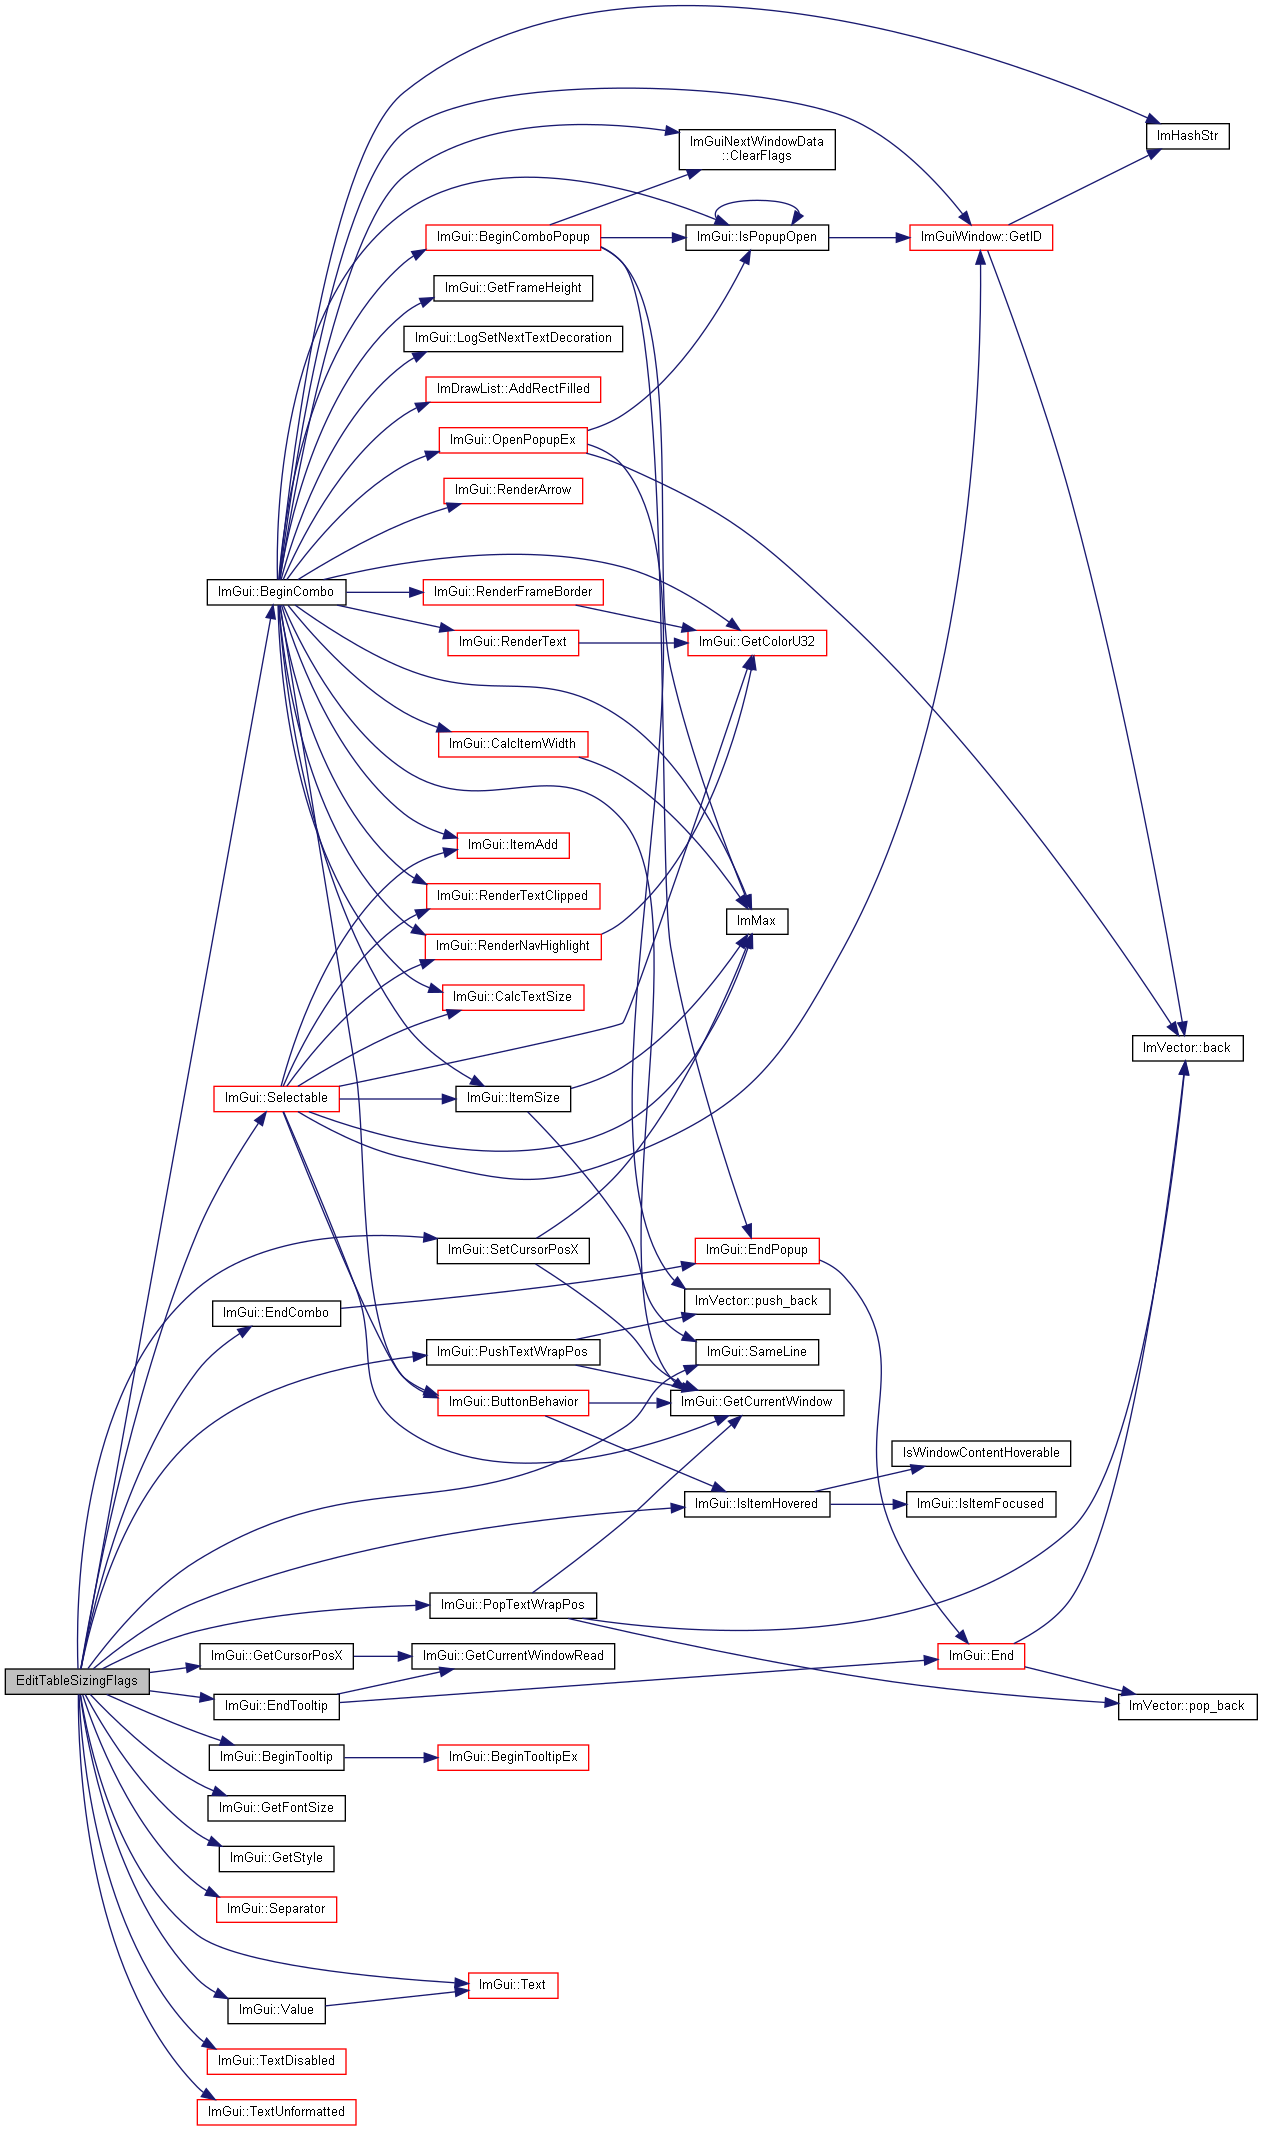 ImHashStr
ImGuiNextWindowData
::ClearFlags
ImGui::BeginComboPopup
ImGui::IsPopupOpen
ImGuiWindow::GetID
ImGui::GetFrameHeight
ImGui::LogSetNextTextDecoration
ImDrawList::AddRectFilled
ImGui::OpenPopupEx
ImGui::RenderArrow
ImGui::BeginCombo
ImGui::RenderFrameBorder
ImGui::RenderText
ImGui::GetColorU32
ImGui::CalcItemWidth
ImGui::ItemAdd
ImGui::RenderTextClipped
ImMax
ImGui::RenderNavHighlight
ImGui::CalcTextSize
ImVector::back
ImGui::Selectable
ImGui::ItemSize
ImGui::SetCursorPosX
ImGui::EndPopup
ImVector::push_back
ImGui::EndCombo
ImGui::PushTextWrapPos
ImGui::SameLine
ImGui::ButtonBehavior
ImGui::GetCurrentWindow
IsWindowContentHoverable
ImGui::IsItemHovered
ImGui::IsItemFocused
ImGui::PopTextWrapPos
ImGui::GetCursorPosX
ImGui::GetCurrentWindowRead
ImGui::End
EditTableSizingFlags
ImGui::EndTooltip
ImVector::pop_back
ImGui::BeginTooltip
ImGui::BeginTooltipEx
ImGui::GetFontSize
ImGui::GetStyle
ImGui::Separator
ImGui::Text
ImGui::Value
ImGui::TextDisabled
ImGui::TextUnformatted